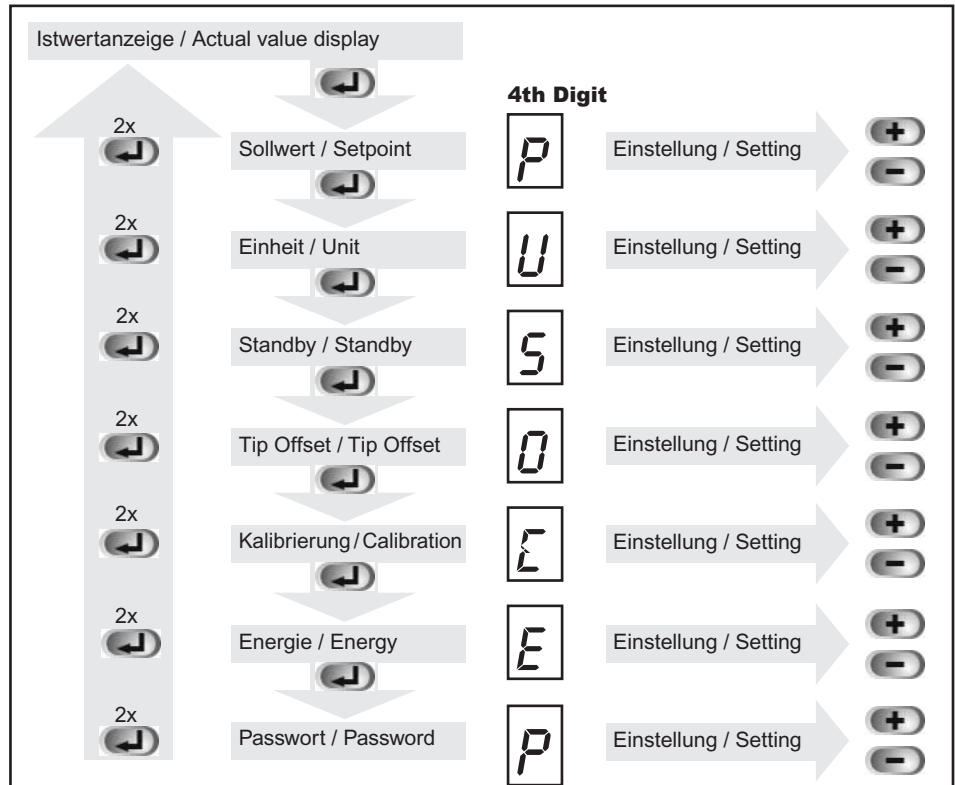 Istwertanzeige / Actual value display
4th Digit
2x
Sollwert / Setpoint
P
Einstellung / Setting
+
-
2x
Einheit / Unit
U
Einstellung / Setting
+
-
2x
Standby / Standby
S
Einstellung / Setting
+
-
2x
Tip Offset / Tip Offset
O
Einstellung / Setting
+
-
2x
Kalibrierung / Calibration
E
Einstellung / Setting
+
-
2x
Energie / Energy
E
Einstellung / Setting
+
-
2x
Passwort / Password
P
Einstellung / Setting
+
-